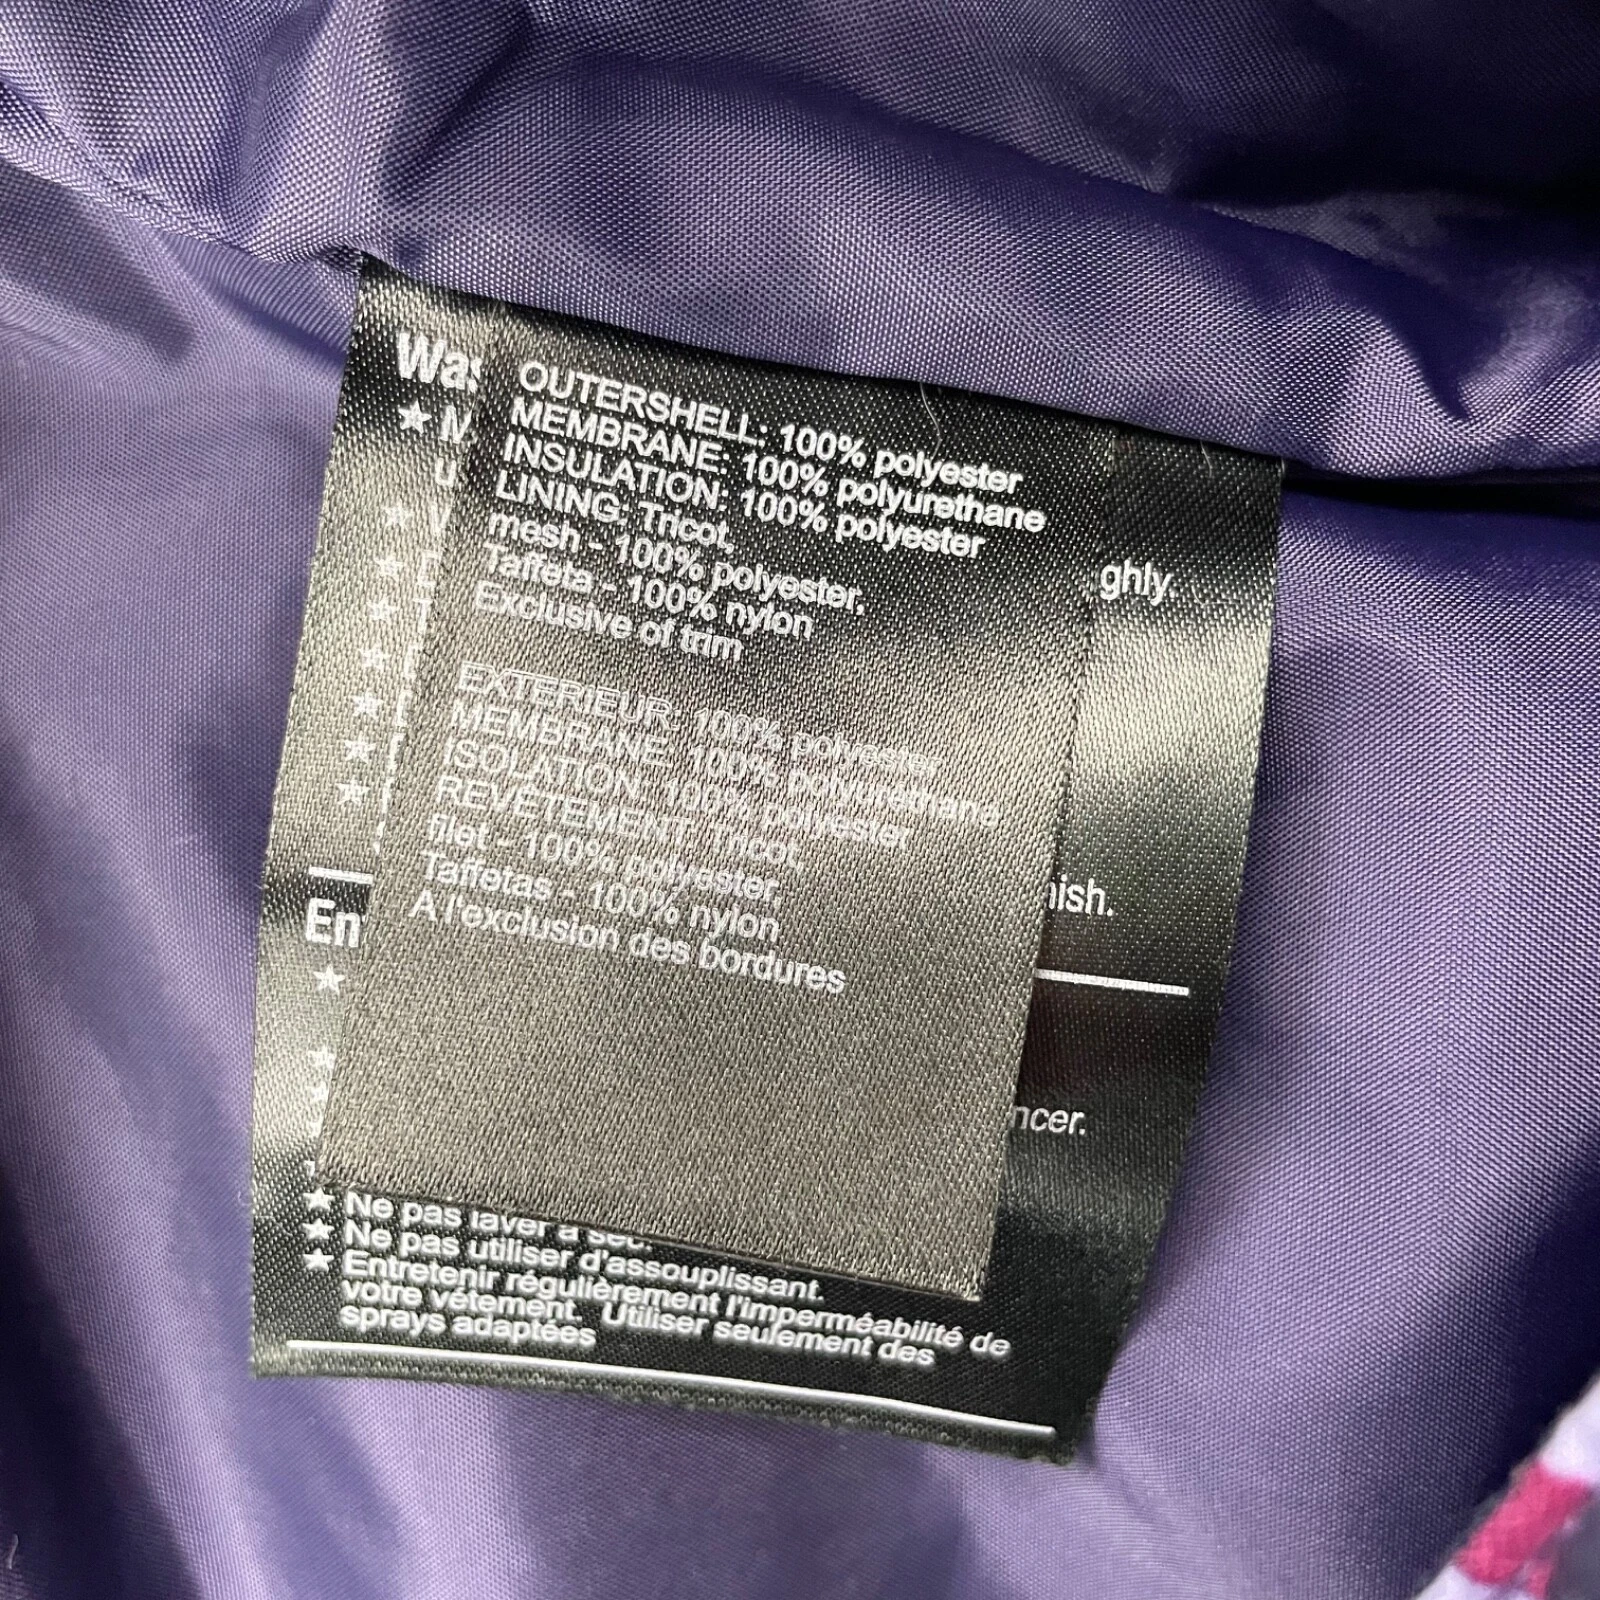 OUTERSHELL: 100% polyester
MEMBRANE: 100% polyurethane
INSULATION: 100% polyester
LINING: Tricot,
mesh - 100% polyester,
Taffeta - 100% nylon
Exclusive of trim
EXTERIEUR: 100% polyester
MEMBRANE: 100% polyurethane
ISOLATION: 100% polyester
REVÊTEMENT: Tricot,
filet - 100% polyester,
Taffetas - 100% nylon
A l'exclusion des bordures
★ Ne pas laver à sec.
★ Ne pas utiliser d'assouplissant.
★ Entretenir régulièrement l'imperméabilité de
votre vétement. Utiliser seulement des
sprays adaptées